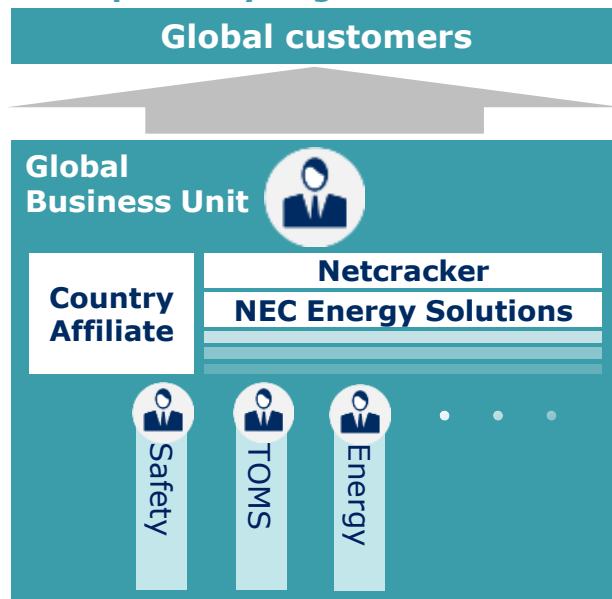 Global customers
Global
Business Unit
Country
Affiliate
Netcracker
NEC Energy Solutions
Safety
TOMS
Energy